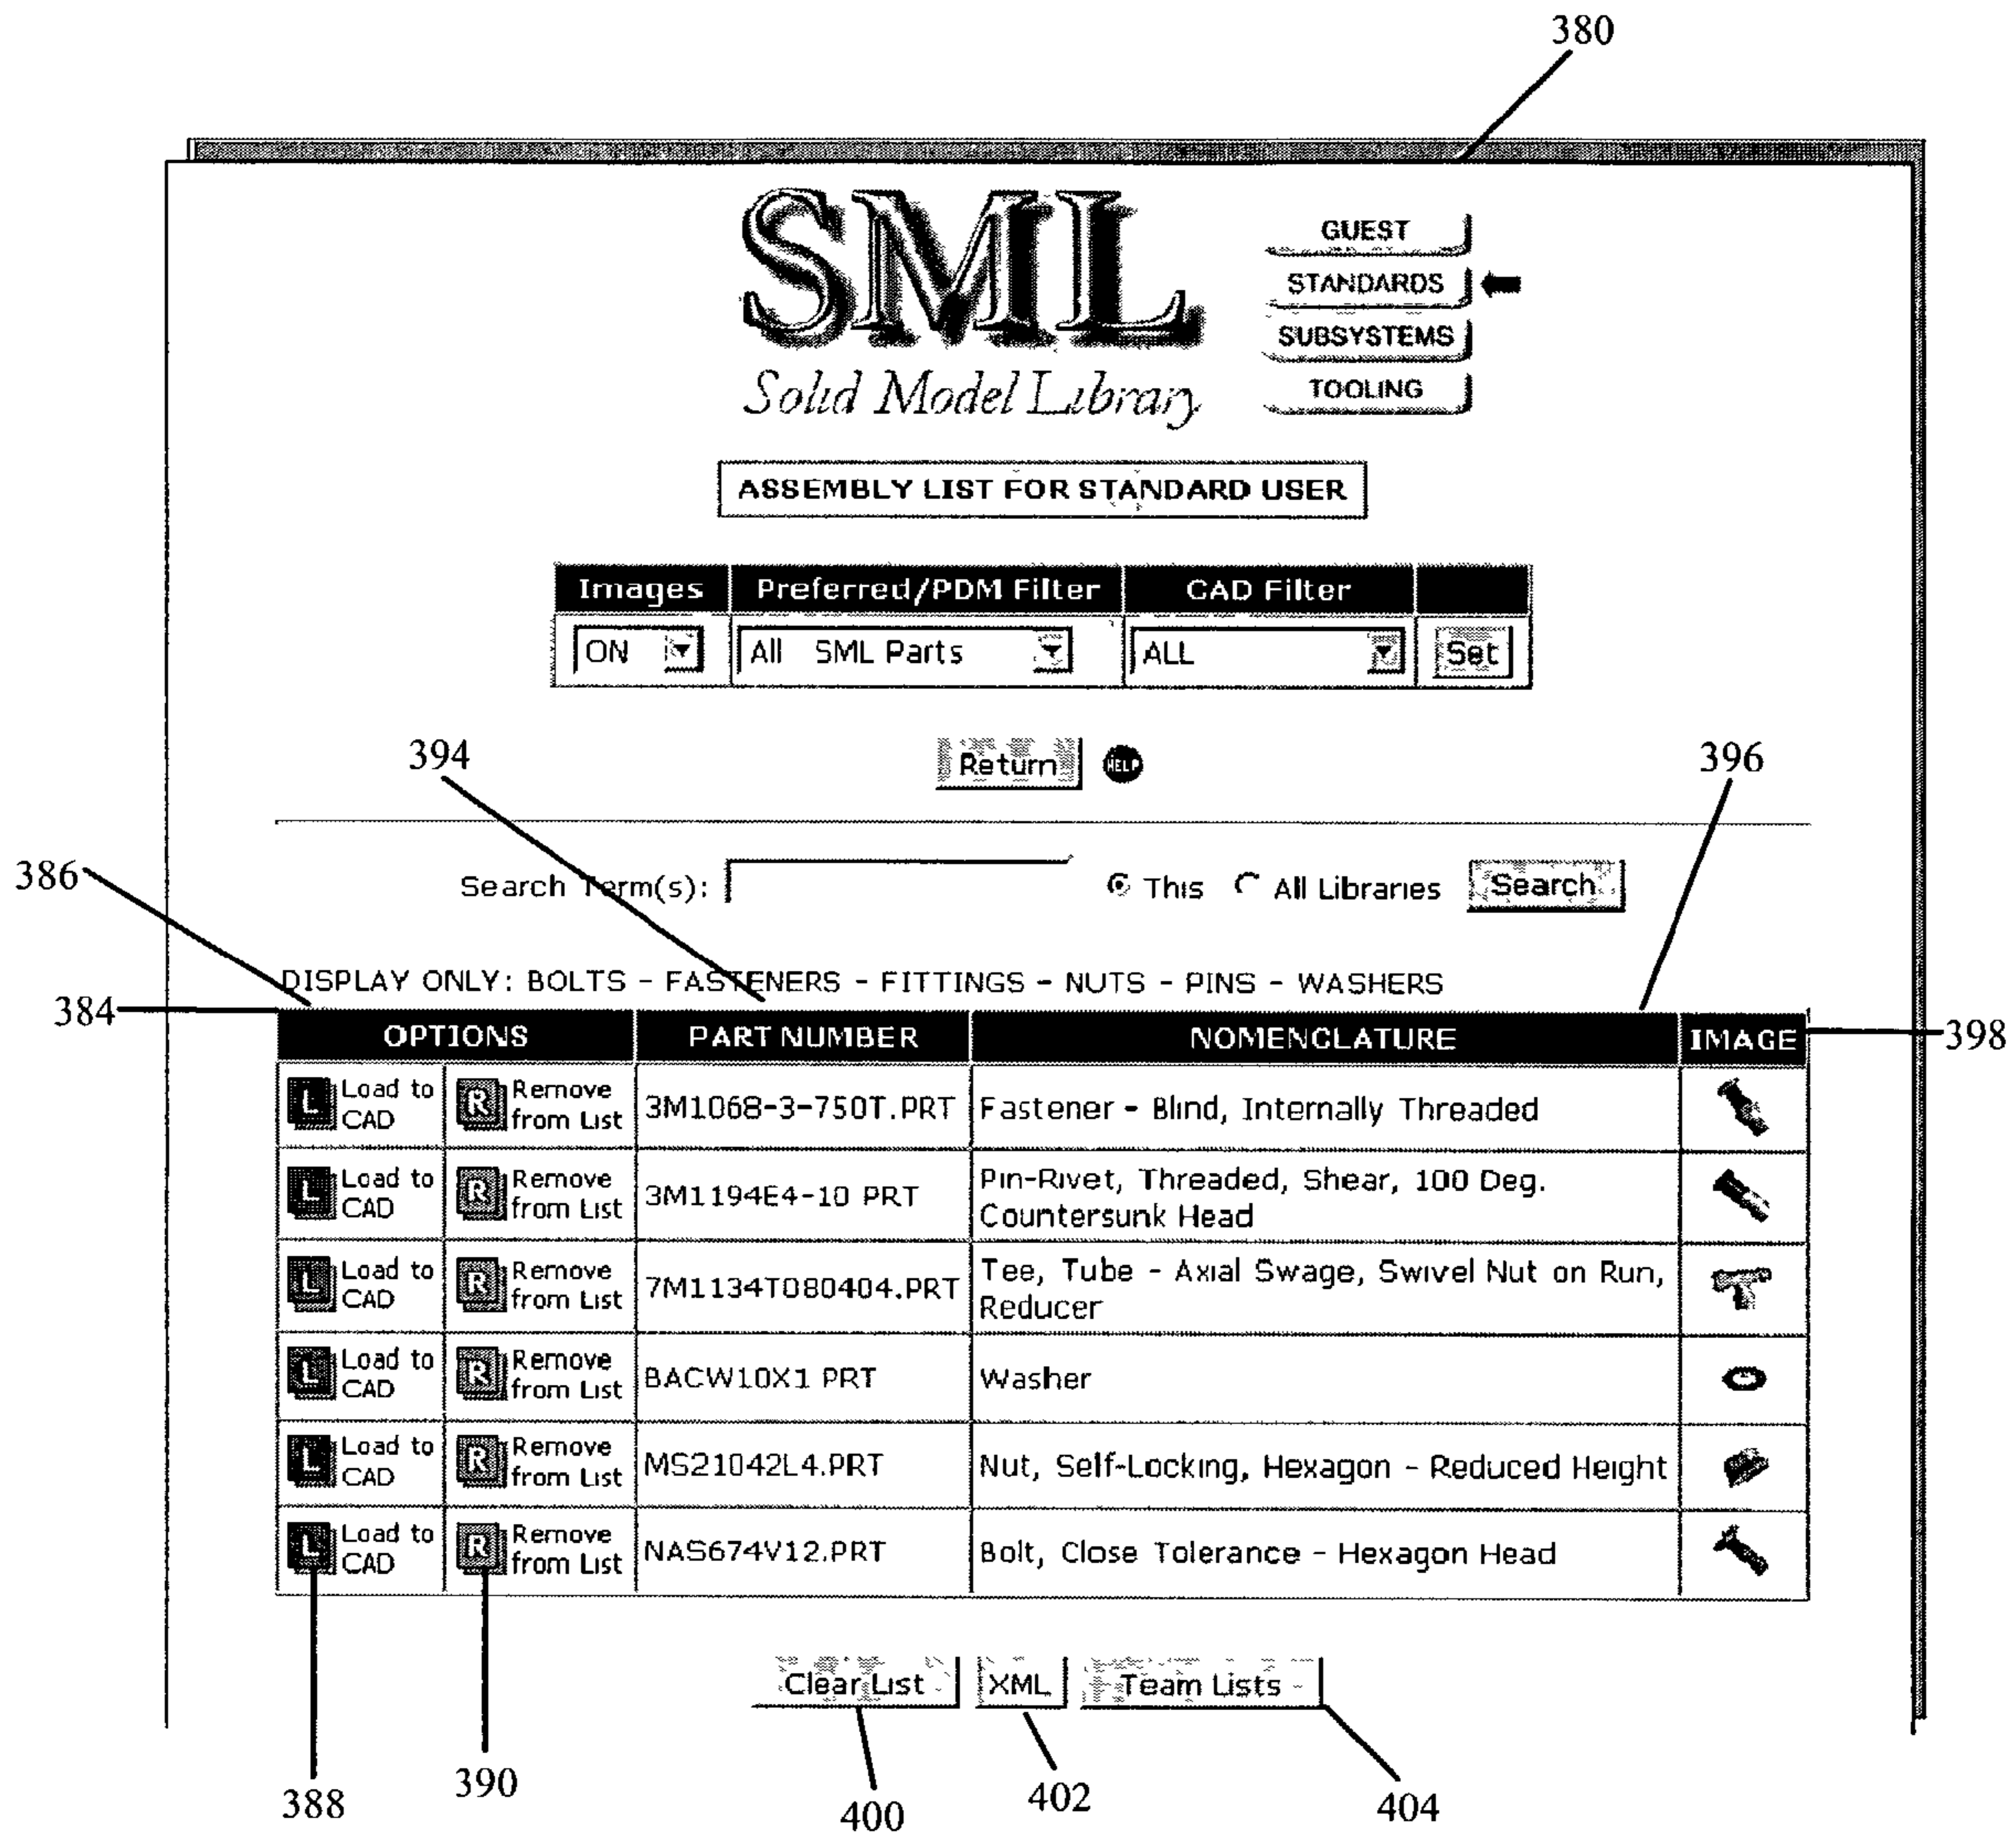 380
SML
Solid Model Library
GUEST
STANDARDS
SUBSYSTEMS
TOOLING
ASSEMBLY LIST FOR STANDARD USER
Images Preferred/PDM Filter CAD Filter
ON All SML Parts ALL Set
394
Return HELP
396
386
Search Term(s): This All Libraries Search
DISPLAY ONLY: BOLTS - FASTENERS - FITTINGS - NUTS - PINS - WASHERS
384
OPTIONS PART NUMBER NOMENCLATURE IMAGE
398
L Load to CAD R Remove from List 3M1068-3-750T.PRT Fastener - Blind, Internally Threaded
L Load to CAD R Remove from List 3M1194E4-10 PRT Pin-Rivet, Threaded, Shear, 100 Deg.
Countersunk Head
L Load to CAD R Remove from List 7M1134T080404.PRT Tee, Tube - Axial Swage, Swivel Nut on Run,
Reducer
L Load to CAD R Remove from List BACW10X1 PRT Washer
L Load to CAD R Remove from List MS21042L4.PRT Nut, Self-Locking, Hexagon - Reduced Height
L Load to CAD R Remove from List NAS674V12.PRT Bolt, Close Tolerance - Hexagon Head
Clear List XML Team Lists
388
390
400
402
404